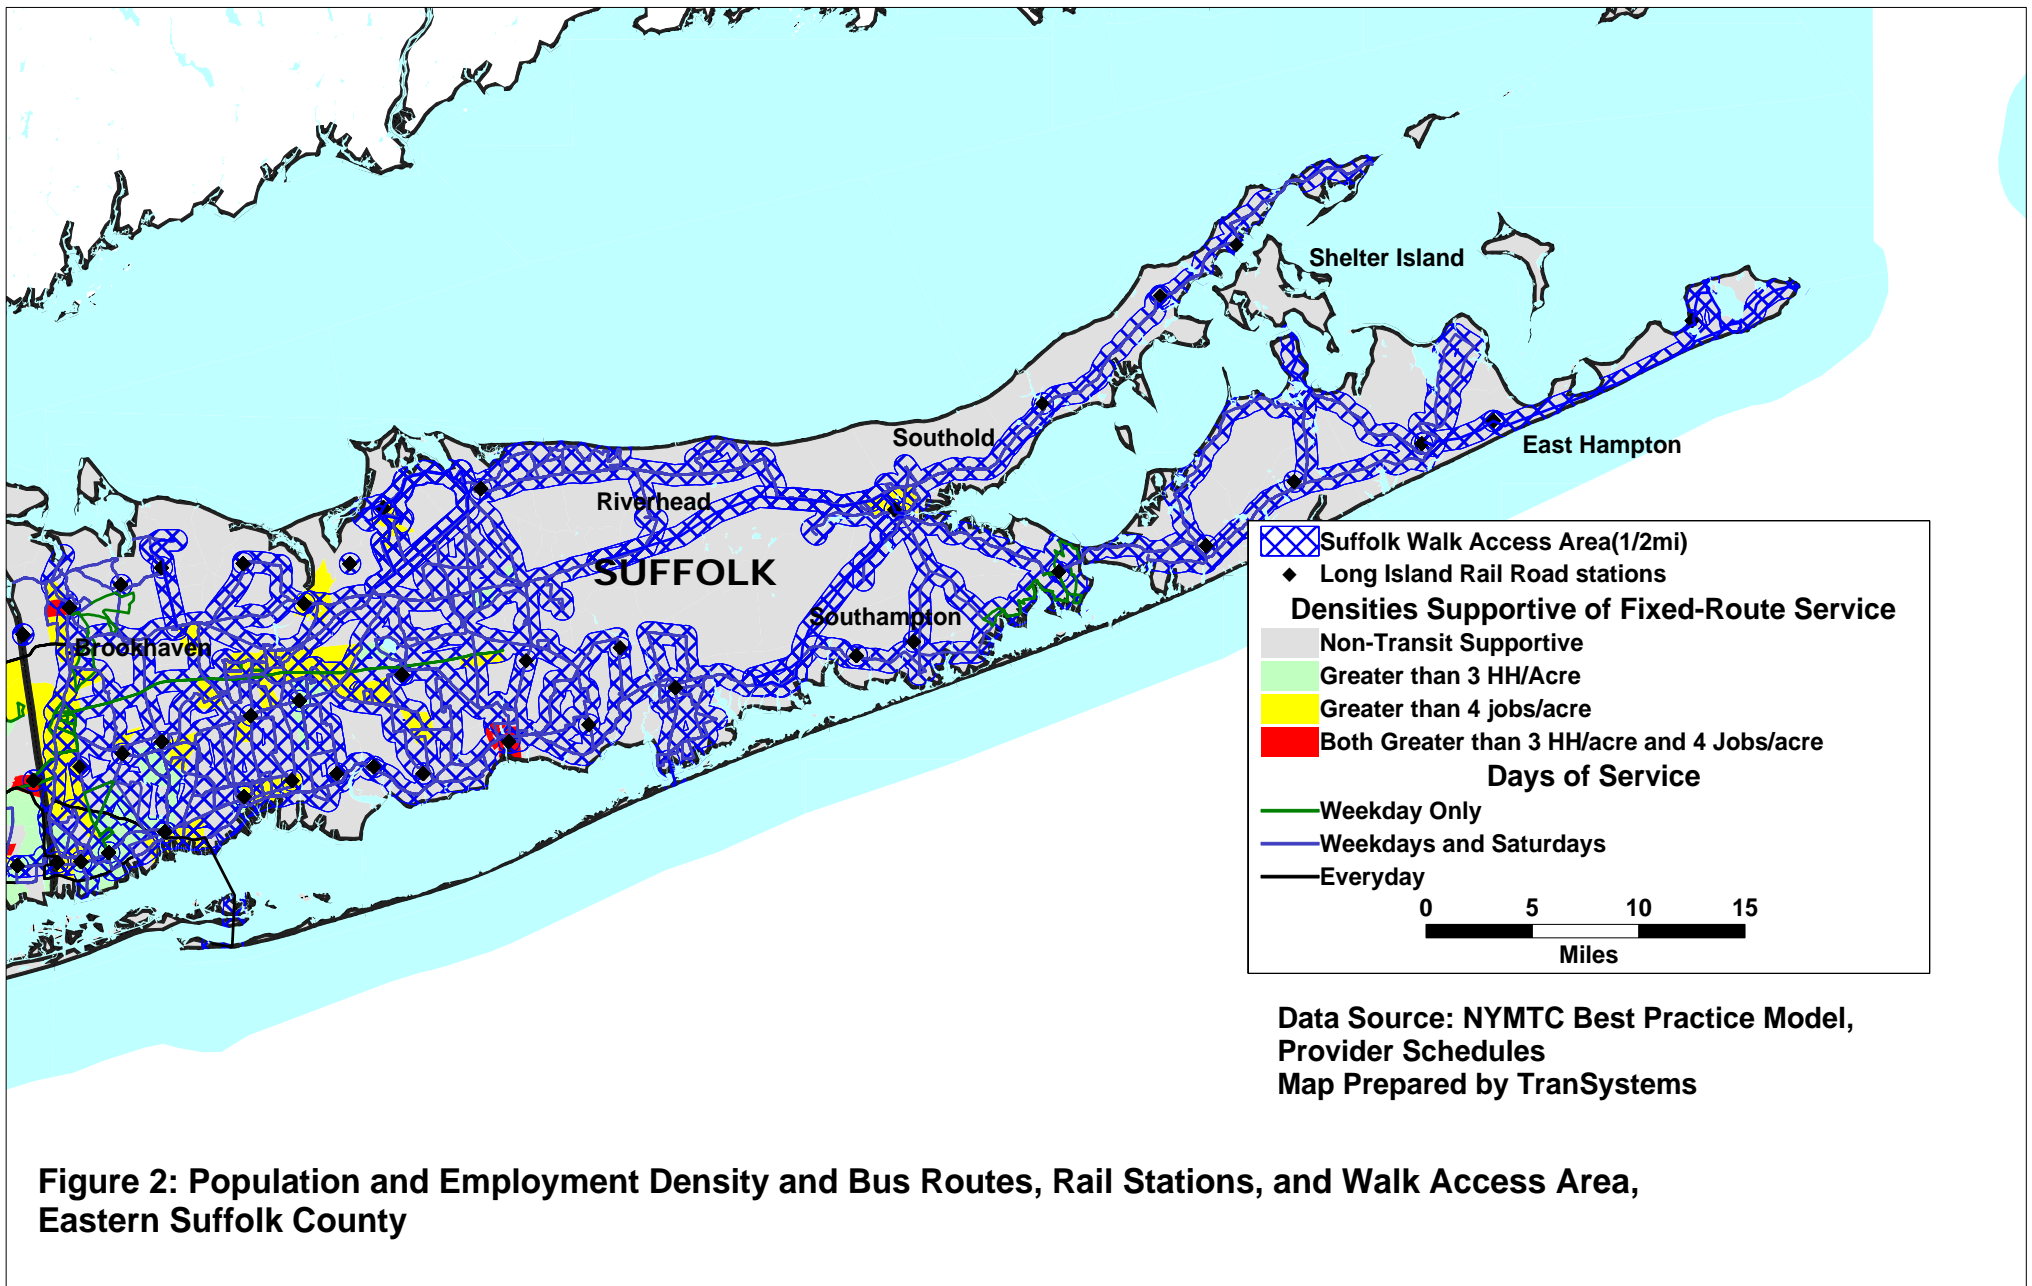 Shelter Island
Southold
East Hampton
Riverhead
SUFFOLK
Southampton
Brookhaven
Suffolk Walk Access Area(1/2mi)
Long Island Rail Road stations
Densities Supportive of Fixed-Route Service
Non-Transit Supportive
Greater than 3 HH/Acre
Greater than 4 jobs/acre
Both Greater than 3 HH/acre and 4 Jobs/acre
Days of Service
Weekday Only
Weekdays and Saturdays
Everyday
0 5 10 15
Miles
Data Source: NYMTC Best Practice Model,
Provider Schedules
Map Prepared by TranSystems
Figure 2: Population and Employment Density and Bus Routes, Rail Stations, and Walk Access Area,
Eastern Suffolk County